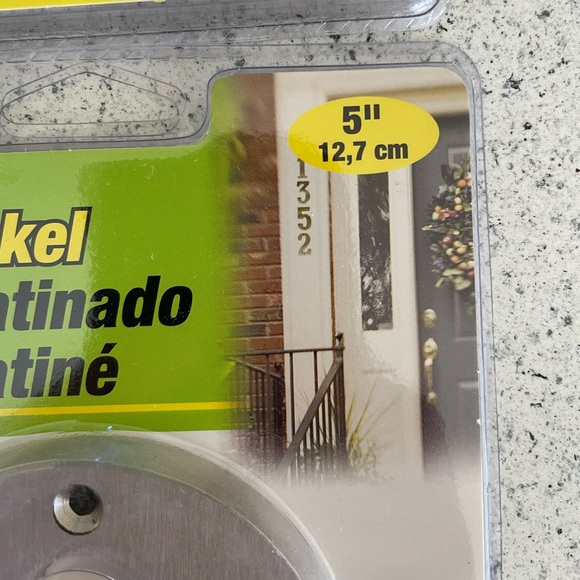 5"
12,7 cm
1
3
5
2
kel
atinado
atiné